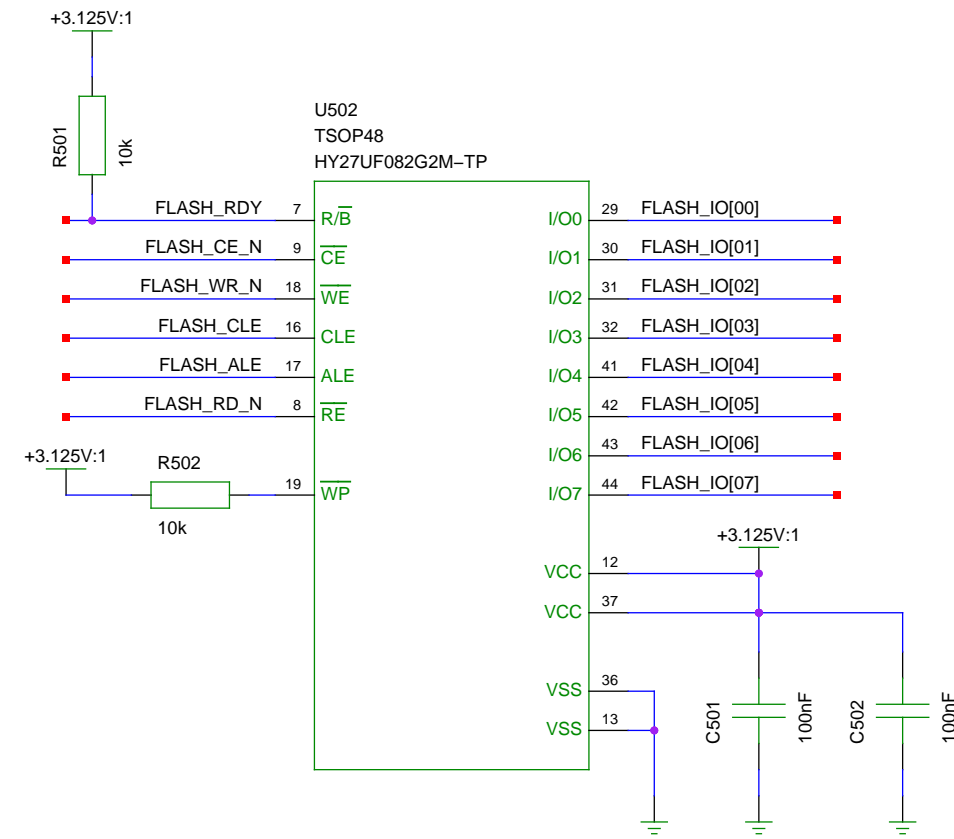 +3.125V:1
R501
10k
U502
TSOP48
HY27UF082G2M−TP
FLASH_RDY 7 R/B I/O0 29 FLASH_IO[00]
FLASH_CE_N 9 CE I/O1 30 FLASH_IO[01]
FLASH_WR_N 18 WE I/O2 31 FLASH_IO[02]
FLASH_CLE 16 CLE I/O3 32 FLASH_IO[03]
FLASH_ALE 17 ALE I/O4 41 FLASH_IO[04]
FLASH_RD_N 8 RE I/O5 42 FLASH_IO[05]
I/O6 43 FLASH_IO[06]
+3.125V:1
R502
10k
19 WP I/O7 44 FLASH_IO[07]
+3.125V:1
VCC 12
VCC 37
VSS 36
VSS 13
C501
100nF
C502
100nF